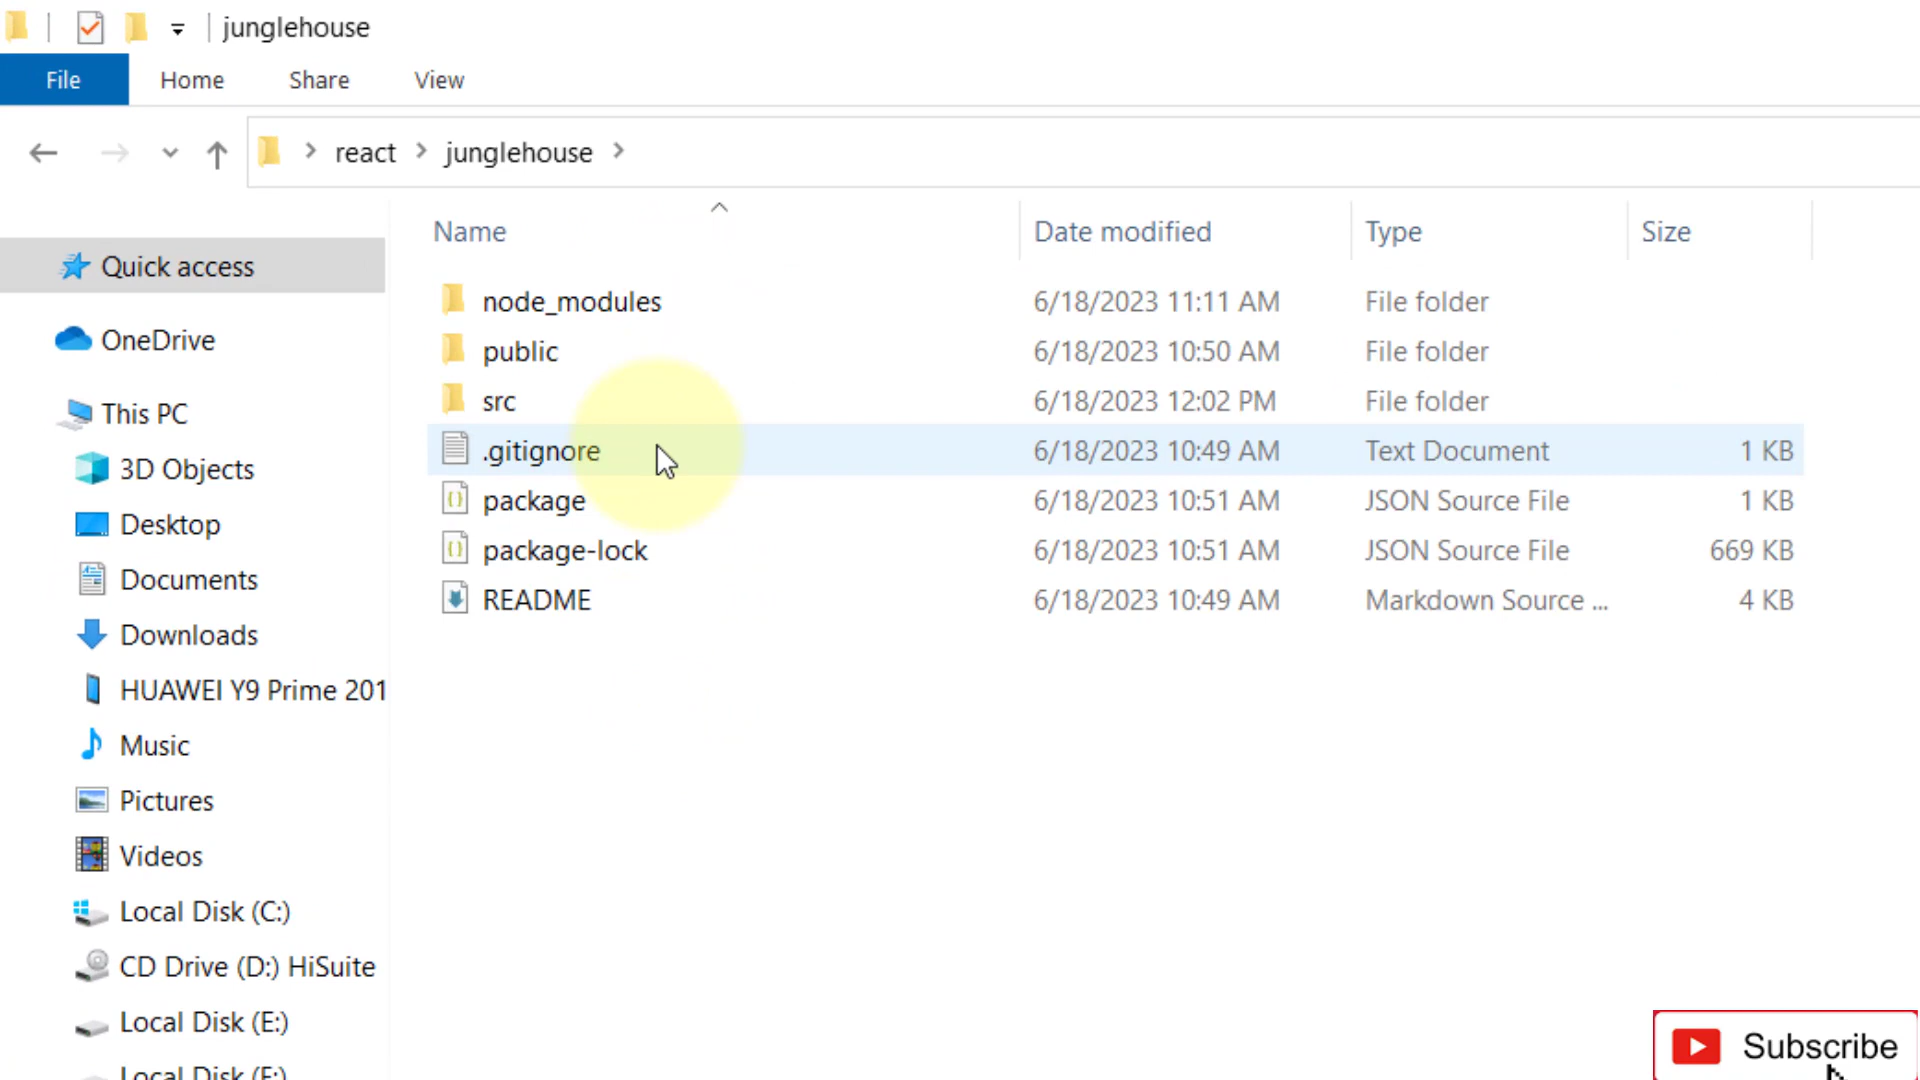 junglehouse
File Home Share View
react junglehouse
Name Date modified Type Size
Quick access
OneDrive
This PC
3D Objects
Desktop
Documents
Downloads
HUAWEI Y9 Prime 201
Music
Pictures
Videos
Local Disk (C:)
CD Drive (D:) HiSuite
Local Disk (E:)
Local Disk (F:)
node_modules 6/18/2023 11:11 AM File folder
public 6/18/2023 10:50 AM File folder
src 6/18/2023 12:02 PM File folder
.gitignore 6/18/2023 10:49 AM Text Document 1 KB
package 6/18/2023 10:51 AM JSON Source File 1 KB
package-lock 6/18/2023 10:51 AM JSON Source File 669 KB
README 6/18/2023 10:49 AM Markdown Source ... 4 KB
Subscribe